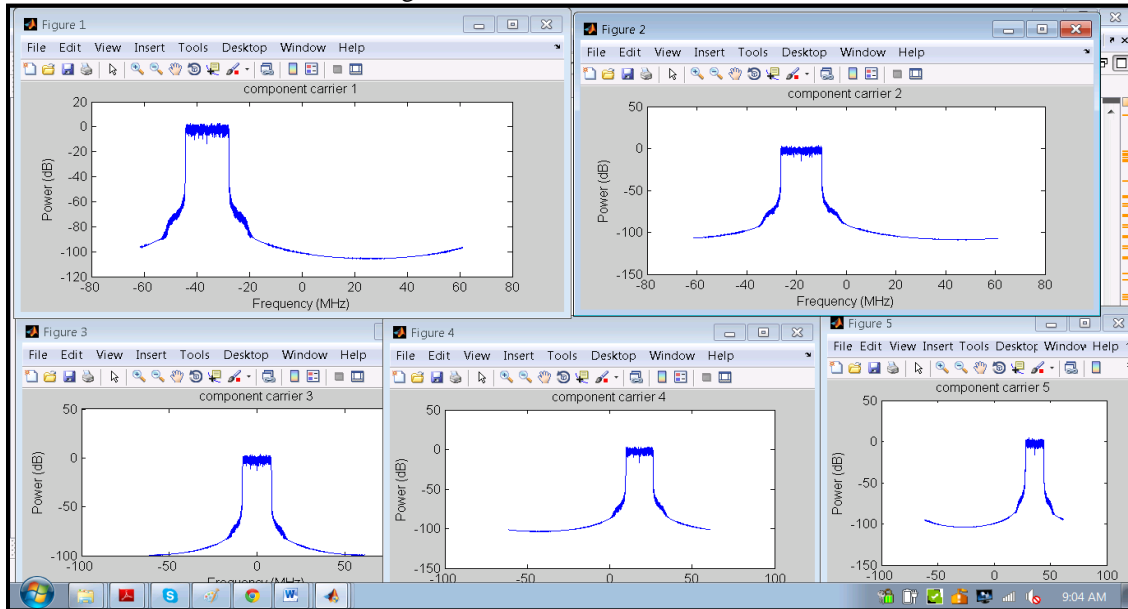 Figure 1
File Edit View Insert Tools Desktop Window Help
component carrier 1
Power (dB)
20
0
-20
-40
-60
-80
-100
-120
-80 -60 -40 -20 0 20 40 60 80
Frequency (MHz)
Figure 2
File Edit View Insert Tools Desktop Window Help
component carrier 2
Power (dB)
50
0
-50
-100
-150
-80 -60 -40 -20 0 20 40 60 80
Frequency (MHz)
Figure 3
File Edit View Insert Tools Desktop Window Help
component carrier 3
Power (dB)
50
0
-50
-100
-100 -50 0 50
Frequency (MHz)
Figure 4
File Edit View Insert Tools Desktop Window Help
component carrier 4
Power (dB)
50
0
-50
-100
-150
-100 -50 0 50 100
Figure 5
File Edit View Insert Tools Desktop Window Help
component carrier 5
Power (dB)
50
0
-50
-100
-150
-100 -50 0 50 100
9:04 AM